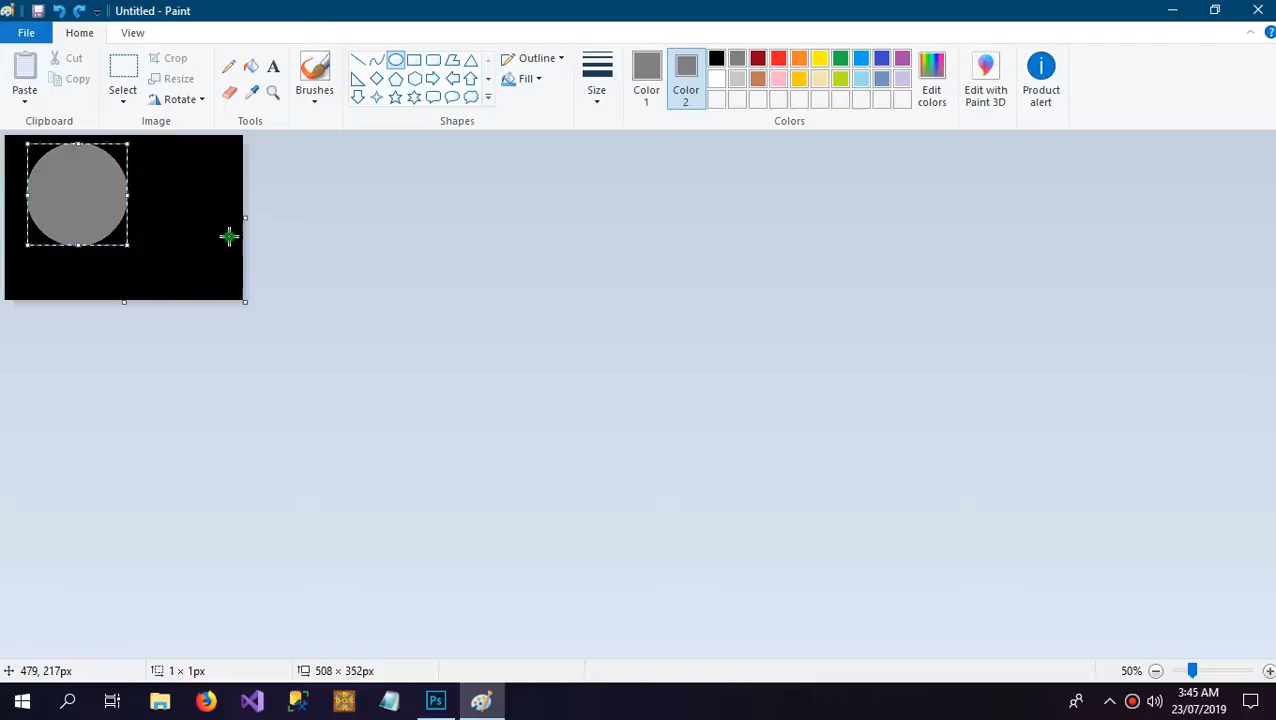 Untitled - Paint
File
Home
View
Paste
Cut
Copy
Clipboard
Select
Crop
Resize
Rotate
Image
Tools
A
Brushes
Outline
Fill
Shapes
Size
Color 1
Color 2
Edit colors
Colors
Edit with Paint 3D
Product alert
479, 217px
1 × 1px
508 × 352px
50%
Ps
3:45 AM
23/07/2019